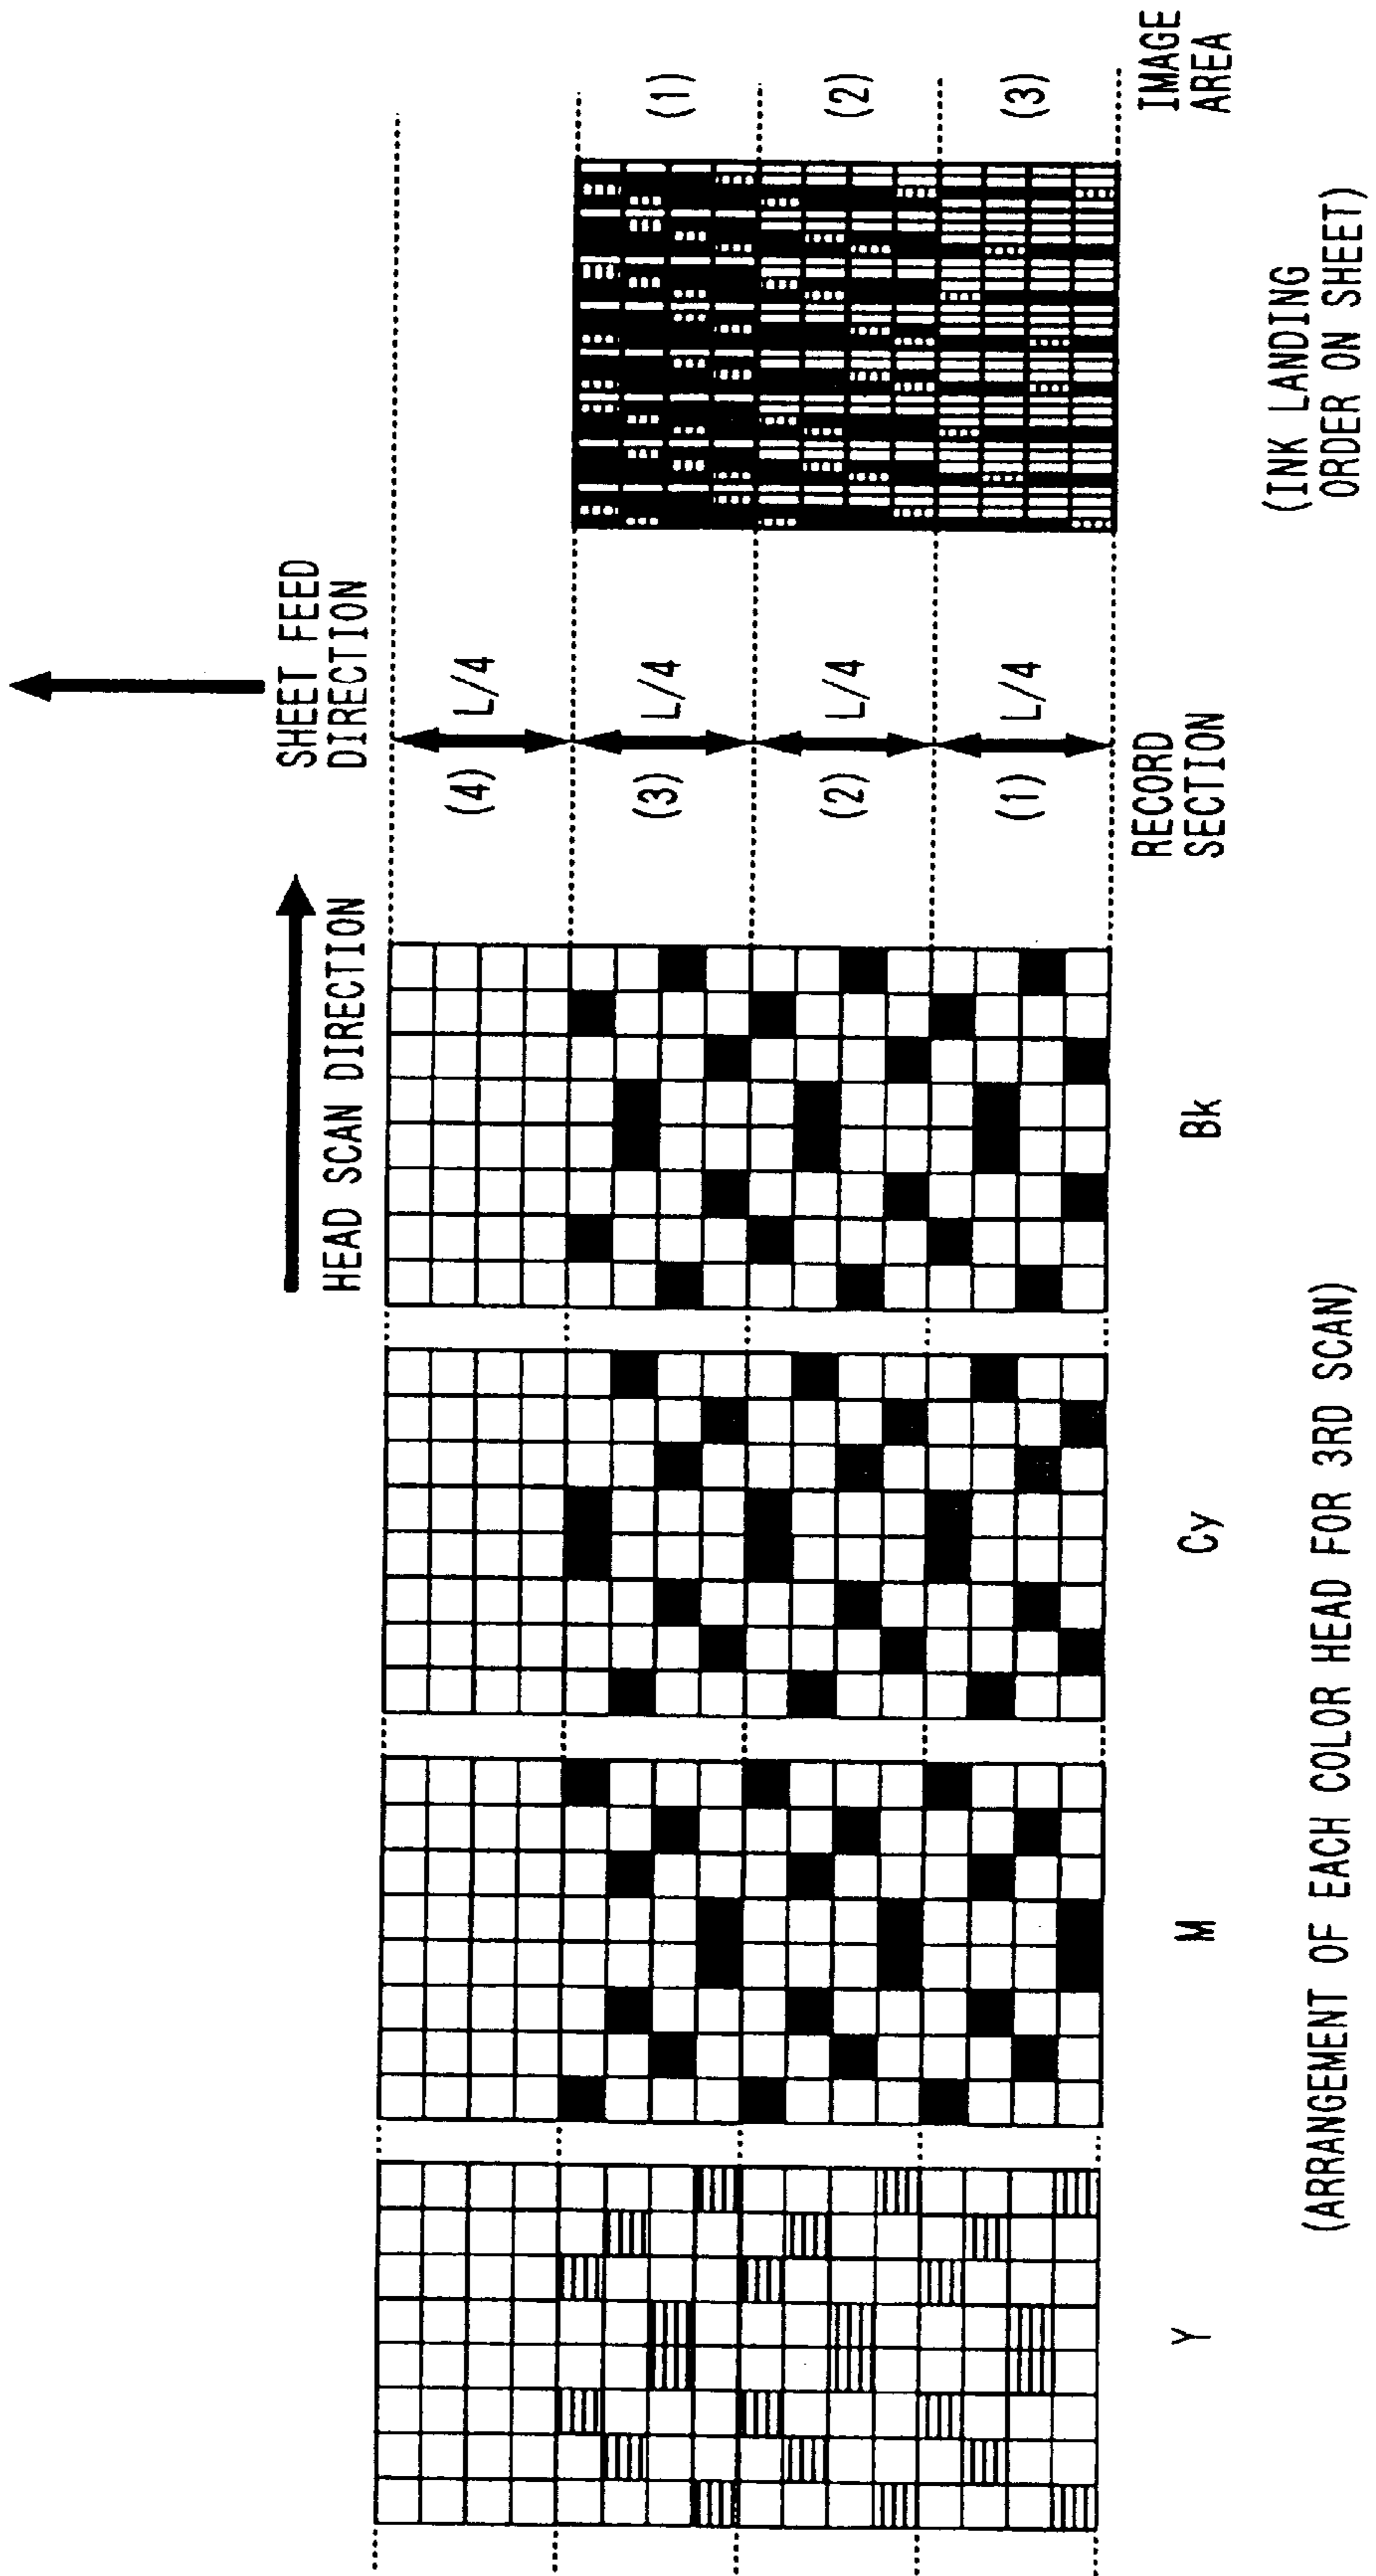 SHEET FEED
DIRECTION
HEAD SCAN DIRECTION
(4)
L/4
(3)
L/4
(2)
L/4
(1)
L/4
RECORD
SECTION
(1)
(2)
(3)
IMAGE
AREA
Y
M
Cy
Bk
(ARRANGEMENT OF EACH COLOR HEAD FOR 3RD SCAN)
(INK LANDING
ORDER ON SHEET)